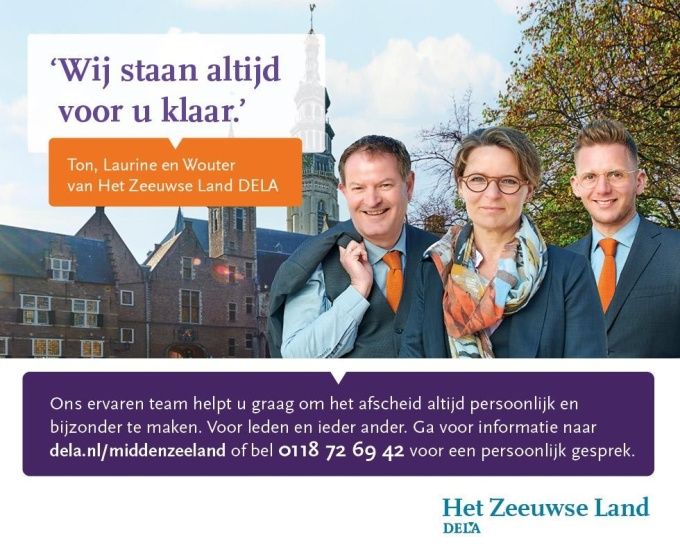 ‘Wij staan altijd
voor u klaar.’
Ton, Laurine en Wouter
van Het Zeeuwse Land DELA
Ons ervaren team helpt u graag om het afscheid altijd persoonlijk en
bijzonder te maken. Voor leden en ieder ander. Ga voor informatie naar
dela.nl/middenzeeland of bel 0118 72 69 42 voor een persoonlijk gesprek.
Het Zeeuwse Land
DELA